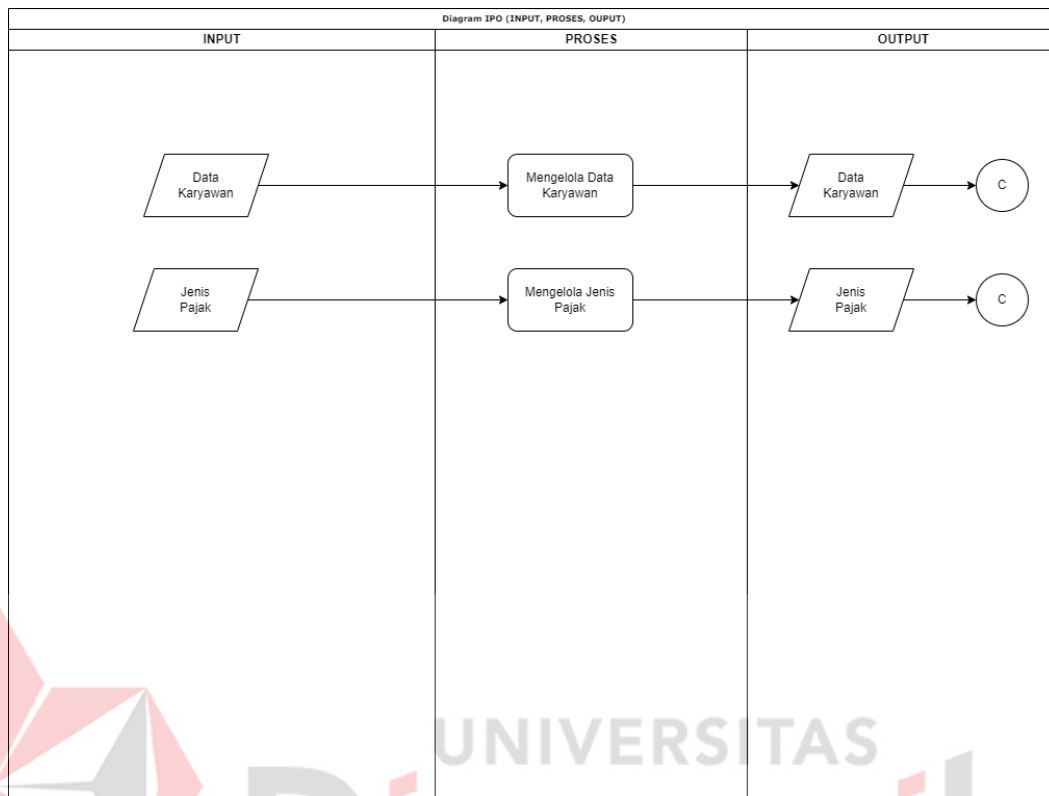 Diagram IPO (INPUT, PROSES, OUPUT)
INPUT
PROSES
OUTPUT
Data
Karyawan
Mengelola Data
Karyawan
Data
Karyawan
C
Jenis
Pajak
Mengelola Jenis
Pajak
Jenis
Pajak
C
UNIVERSITAS